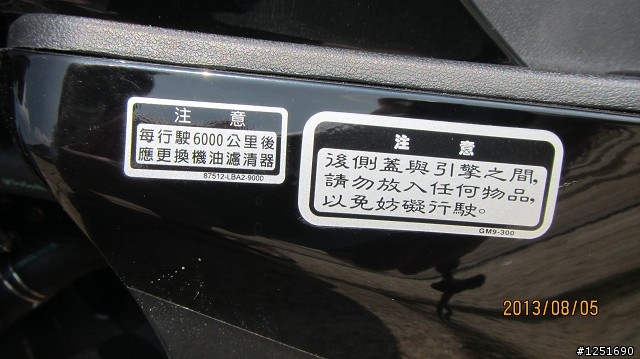 注 意
每行駛6000公里後
應更換機油濾清器
87512-LBA2-9000
注 意
後側蓋與引擎之間,
請勿放入任何物品,
以免妨礙行駛。
GM9-300
2013/08/05
#1251690